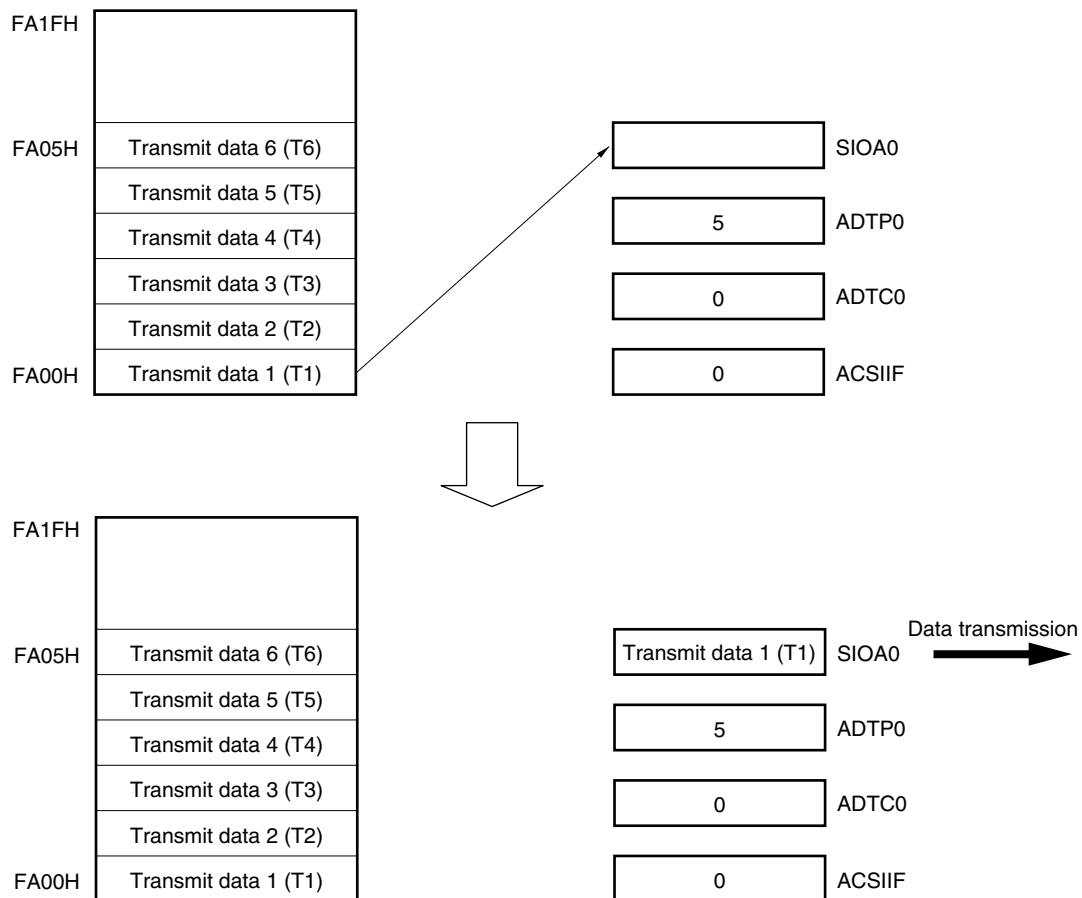 FA1FH
FA05H Transmit data 6 (T6) SIOA0
Transmit data 5 (T5)
5 ADTP0
Transmit data 4 (T4)
Transmit data 3 (T3)
0 ADTC0
Transmit data 2 (T2)
FA00H Transmit data 1 (T1) 0 ACSIIF
FA1FH
Data transmission
FA05H Transmit data 6 (T6) Transmit data 1 (T1) SIOA0
Transmit data 5 (T5)
5 ADTP0
Transmit data 4 (T4)
Transmit data 3 (T3)
0 ADTC0
Transmit data 2 (T2)
FA00H Transmit data 1 (T1) 0 ACSIIF